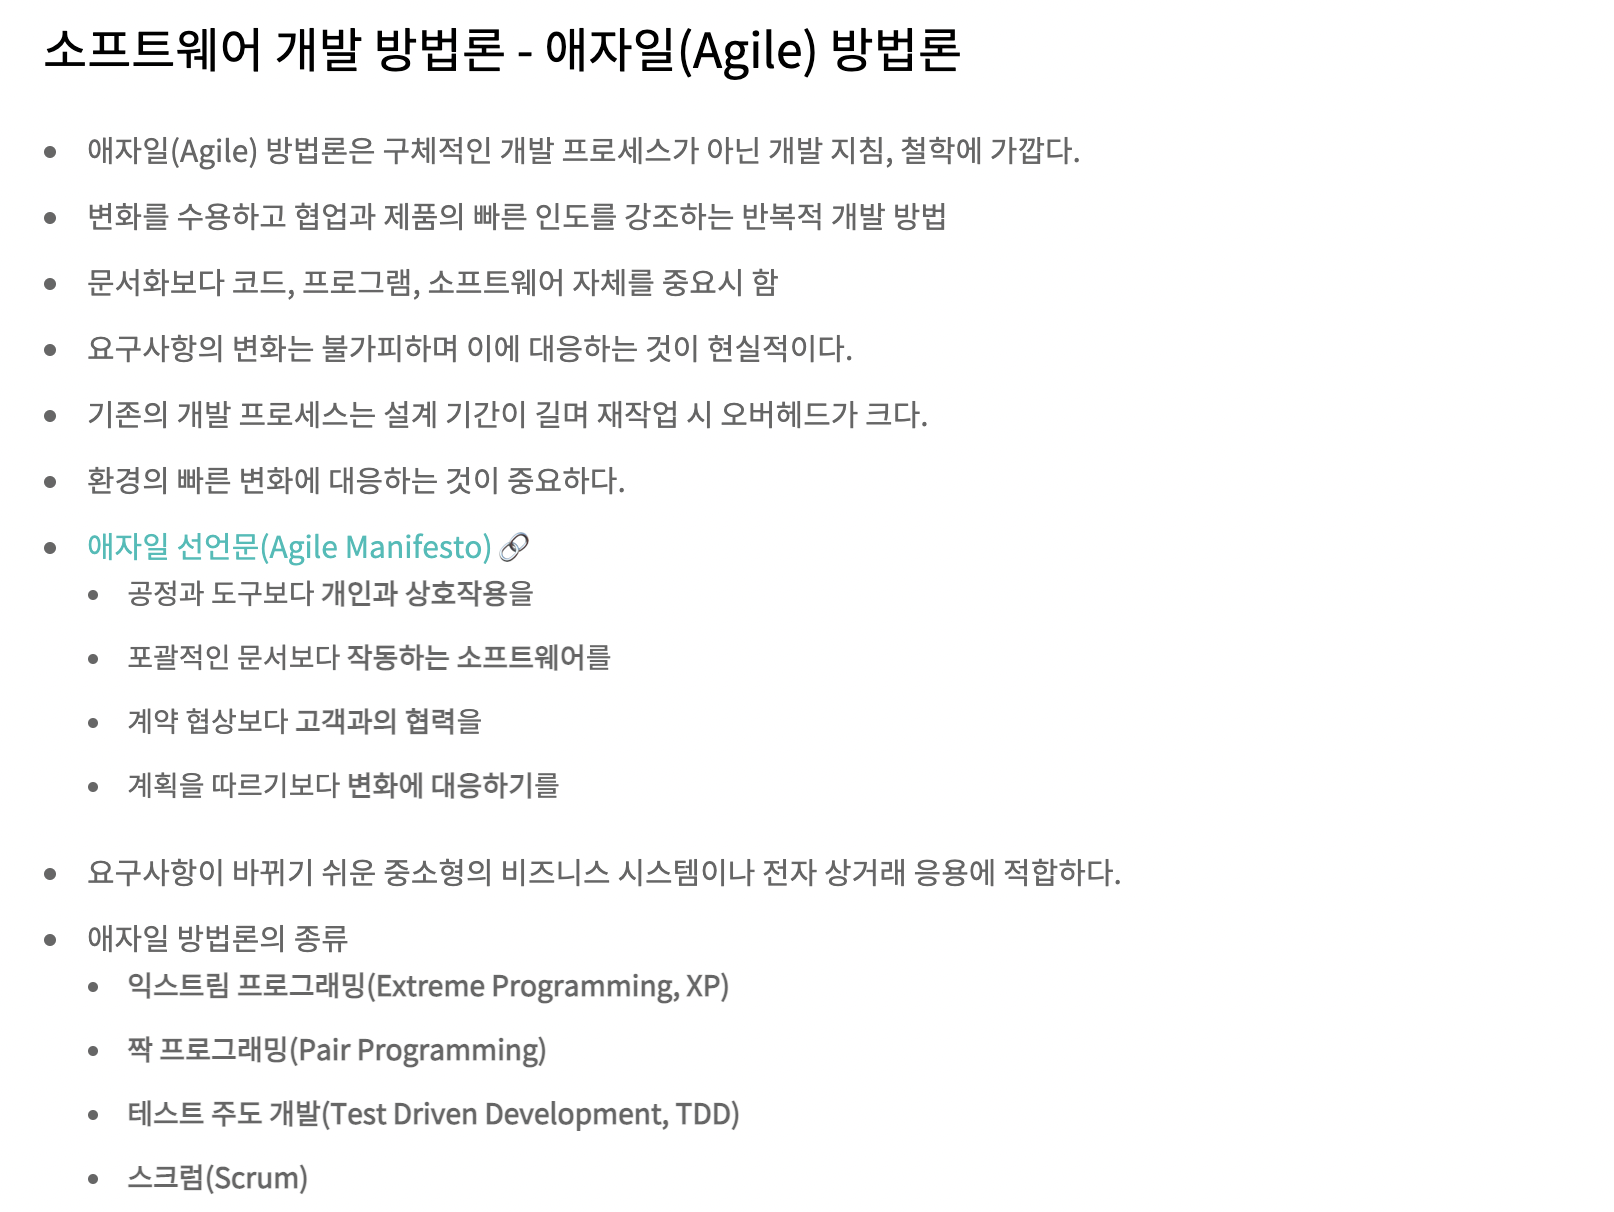 소프트웨어 개발 방법론 - 애자일(Agile) 방법론
• 애자일(Agile) 방법론은 구체적인 개발 프로세스가 아닌 개발 지침, 철학에 가깝다.
• 변화를 수용하고 협업과 제품의 빠른 인도를 강조하는 반복적 개발 방법
• 문서화보다 코드, 프로그램, 소프트웨어 자체를 중요시 함
• 요구사항의 변화는 불가피하며 이에 대응하는 것이 현실적이다.
• 기존의 개발 프로세스는 설계 기간이 길며 재작업 시 오버헤드가 크다.
• 환경의 빠른 변화에 대응하는 것이 중요하다.
• 애자일 선언문(Agile Manifesto) 🔗
• 공정과 도구보다 개인과 상호작용을
• 포괄적인 문서보다 작동하는 소프트웨어를
• 계약 협상보다 고객과의 협력을
• 계획을 따르기보다 변화에 대응하기를
• 요구사항이 바뀌기 쉬운 중소형의 비즈니스 시스템이나 전자 상거래 응용에 적합하다.
• 애자일 방법론의 종류
• 익스트림 프로그래밍(Extreme Programming, XP)
• 짝 프로그래밍(Pair Programming)
• 테스트 주도 개발(Test Driven Development, TDD)
• 스크럼(Scrum)